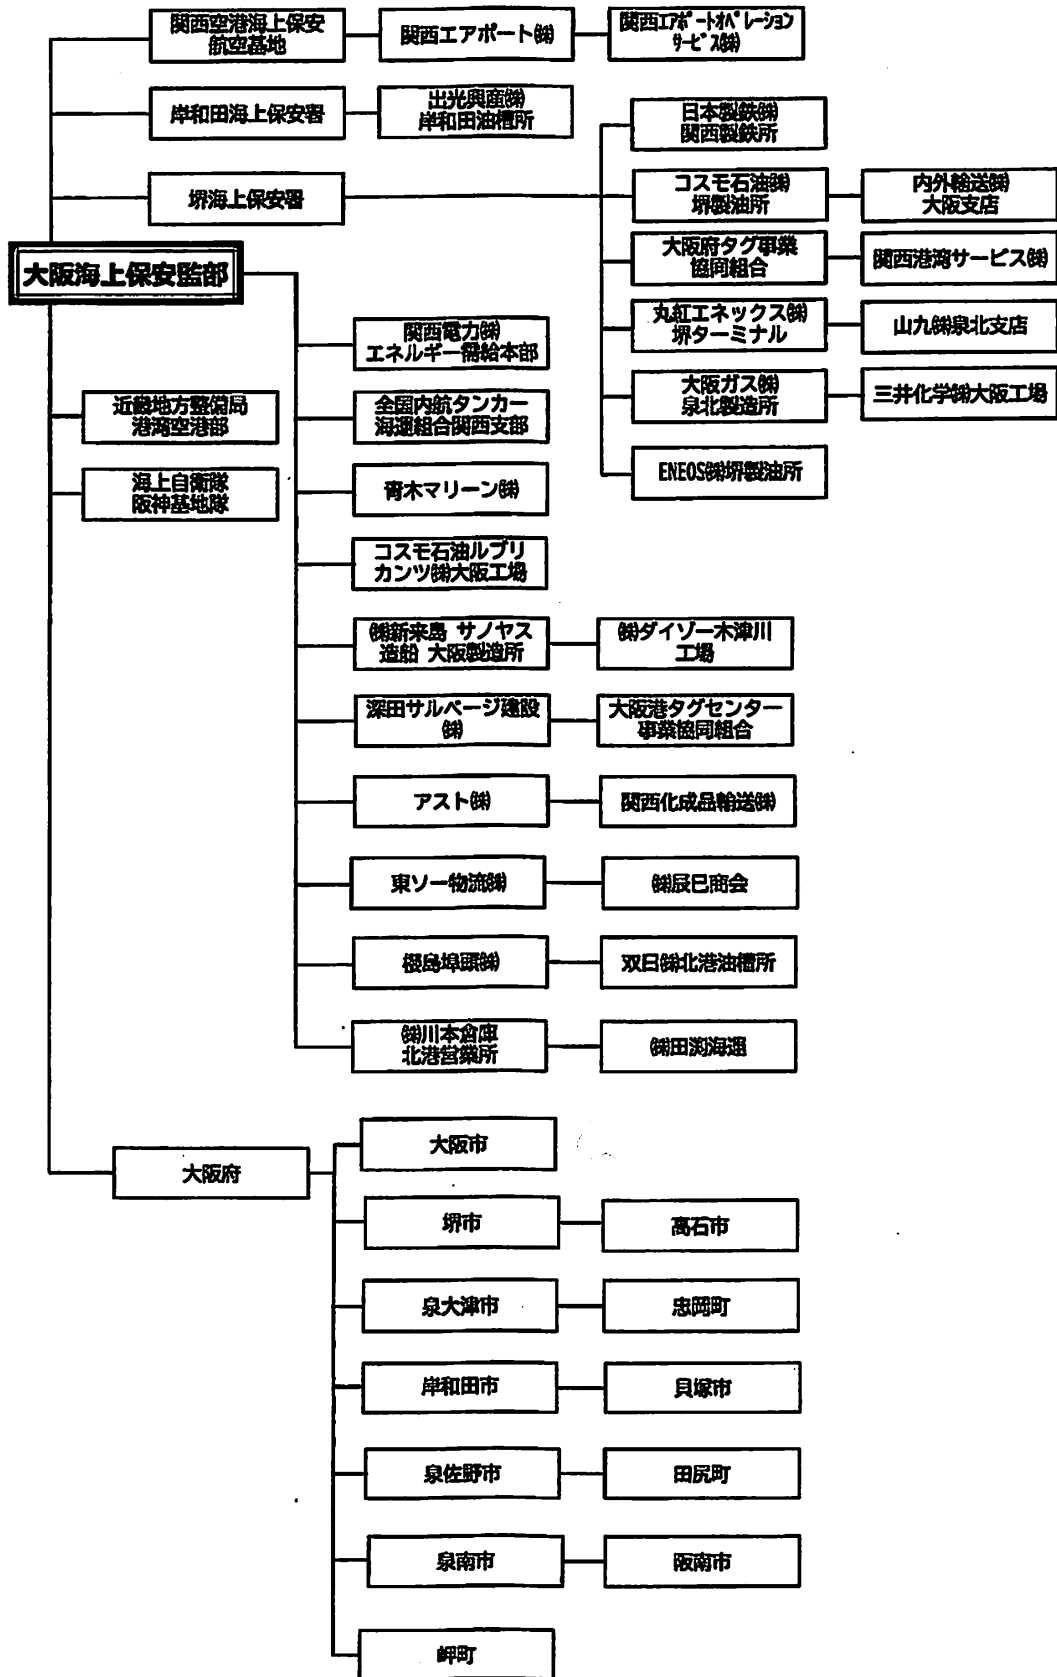 関西空港海上保安
航空基地
関西エアポート㈱
関西エアポートオペレーション
サービス㈱
岸和田海上保安署
出光興産㈱
岸和田油槽所
堺海上保安署
日本製鉄㈱
関西製鉄所
コスモ石油㈱
堺製油所
内外輸送㈱
大阪支店
大阪府タグ事業
協同組合
関西港湾サービス㈱
丸紅エネックス㈱
堺ターミナル
山九㈱泉北支店
大阪ガス㈱
泉北製造所
三井化学㈱大阪工場
ENEOS㈱堺製油所
大阪海上保安監部
関西電力㈱
エネルギー需給本部
近畿地方整備局
港湾空港部
全国内航タンカー
海運組合関西支部
海上自衛隊
阪神基地隊
青木マリーン㈱
コスモ石油ルブリ
カンツ㈱大阪工場
㈱新来島 サノヤス
造船 大阪製造所
㈱ダイゾー木津川
工場
深田サルベージ建設
㈱
大阪港タグセンター
事業協同組合
アスト㈱
関西化成品輸送㈱
東ソー物流㈱
㈱辰巳商会
櫻島埠頭㈱
双日㈱北港油槽所
㈱川本倉庫
北港営業所
㈱田渕海運
大阪府
大阪市
堺市
高石市
泉大津市
忠岡町
岸和田市
貝塚市
泉佐野市
田尻町
泉南市
阪南市
岬町